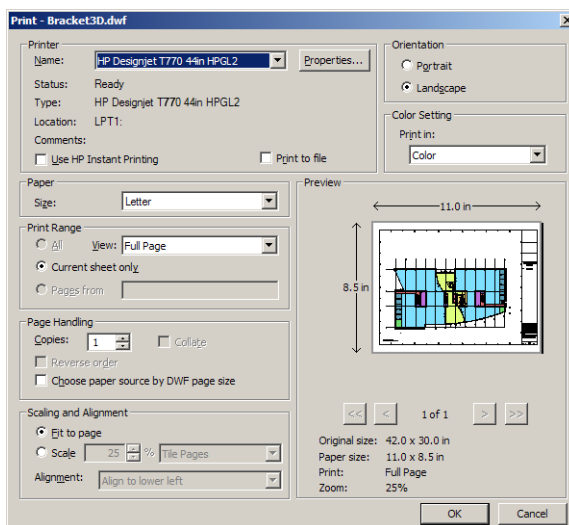 Print - Bracket3D.dwf
Printer
Name: HP Designjet T770 44in HPGL2 Properties...
Status: Ready
Type: HP Designjet T770 44in HPGL2
Location: LPT1:
Comments:
Use HP Instant Printing Print to file
Orientation
Portrait
Landscape
Color Setting
Print in:
Color
Paper
Size: Letter
Print Range
All View: Full Page
Current sheet only
Pages from
Page Handling
Copies: 1 Collate
Reverse order
Choose paper source by DWF page size
Scaling and Alignment
Fit to page
Scale 25 % Tile Pages
Alignment: Align to lower left
Preview
11.0 in
8.5 in
<< < 1 of 1 > >>
Original size: 42.0 x 30.0 in
Paper size: 11.0 x 8.5 in
Print: Full Page
Zoom: 25%
OK Cancel